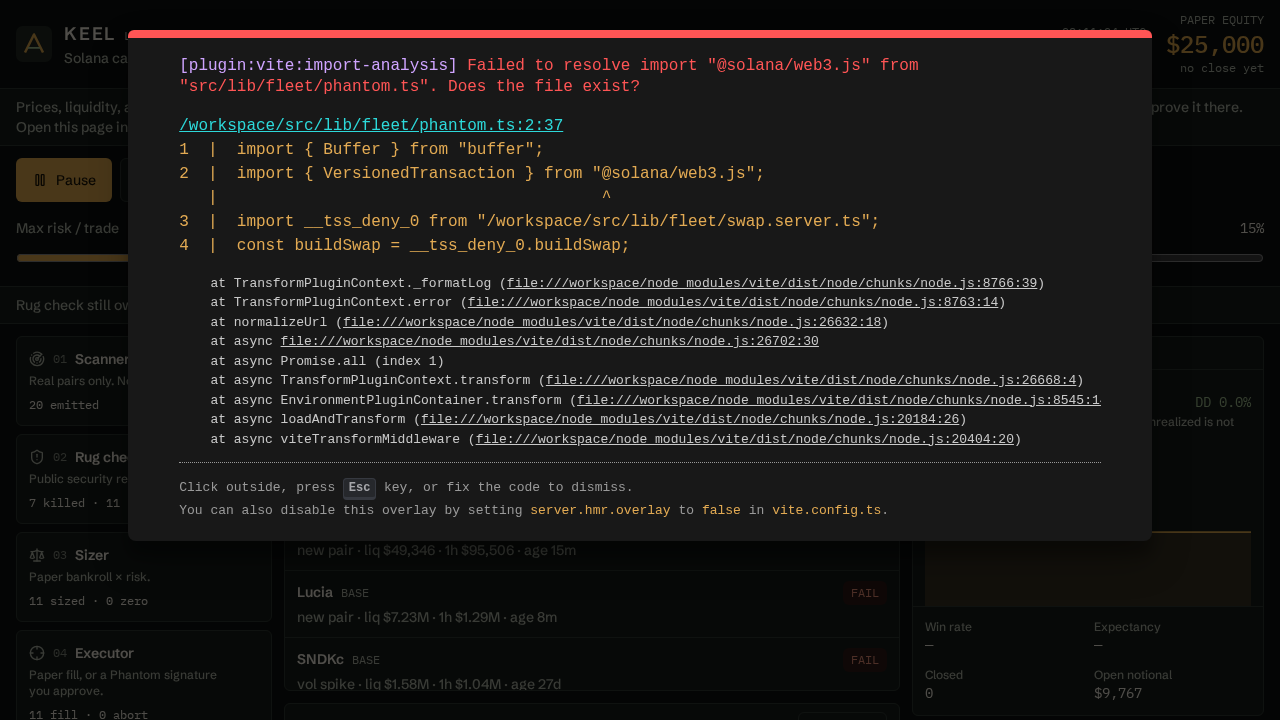 KEEL
Solana ca
PAPER EQUITY
$25,000
no close yet
Prices, liquidity, a
prove it there.
Open this page in
Pause
Max risk / trade
15%
Rug check still ow
[plugin:vite:import-analysis] Failed to resolve import "@solana/web3.js" from
"src/lib/fleet/phantom.ts". Does the file exist?
/workspace/src/lib/fleet/phantom.ts:2:37
1  |  import { Buffer } from "buffer";
2  |  import { VersionedTransaction } from "@solana/web3.js";
   |                                        ^
3  |  import __tss_deny_0 from "/workspace/src/lib/fleet/swap.server.ts";
4  |  const buildSwap = __tss_deny_0.buildSwap;
at TransformPluginContext._formatLog (file:///workspace/node_modules/vite/dist/node/chunks/node.js:8766:39)
at TransformPluginContext.error (file:///workspace/node_modules/vite/dist/node/chunks/node.js:8763:14)
at normalizeUrl (file:///workspace/node_modules/vite/dist/node/chunks/node.js:26632:18)
at async file:///workspace/node_modules/vite/dist/node/chunks/node.js:26702:30
at async Promise.all (index 1)
at async TransformPluginContext.transform (file:///workspace/node_modules/vite/dist/node/chunks/node.js:26668:4)
at async EnvironmentPluginContainer.transform (file:///workspace/node_modules/vite/dist/node/chunks/node.js:8545:1
at async loadAndTransform (file:///workspace/node_modules/vite/dist/node/chunks/node.js:20184:26)
at async viteTransformMiddleware (file:///workspace/node_modules/vite/dist/node/chunks/node.js:20404:20)
Click outside, press Esc key, or fix the code to dismiss.
You can also disable this overlay by setting server.hmr.overlay to false in vite.config.ts.
01 Scanner
Real pairs only. N
20 emitted
02 Rug che
Public security re
7 killed · 11
03 Sizer
Paper bankroll × risk.
11 sized · 0 zero
04 Executor
Paper fill, or a Phantom signature
you approve.
11 fill · 0 abort
new pair · liq $49,346 · 1h $95,506 · age 15m
Lucia BASE
FAIL
new pair · liq $7.23M · 1h $1.29M · age 8m
SNDKc BASE
FAIL
vol spike · liq $1.58M · 1h $1.04M · age 27d
DD 0.0%
nrealized is not
Win rate
Expectancy
—
—
Closed
Open notional
0
$9,767